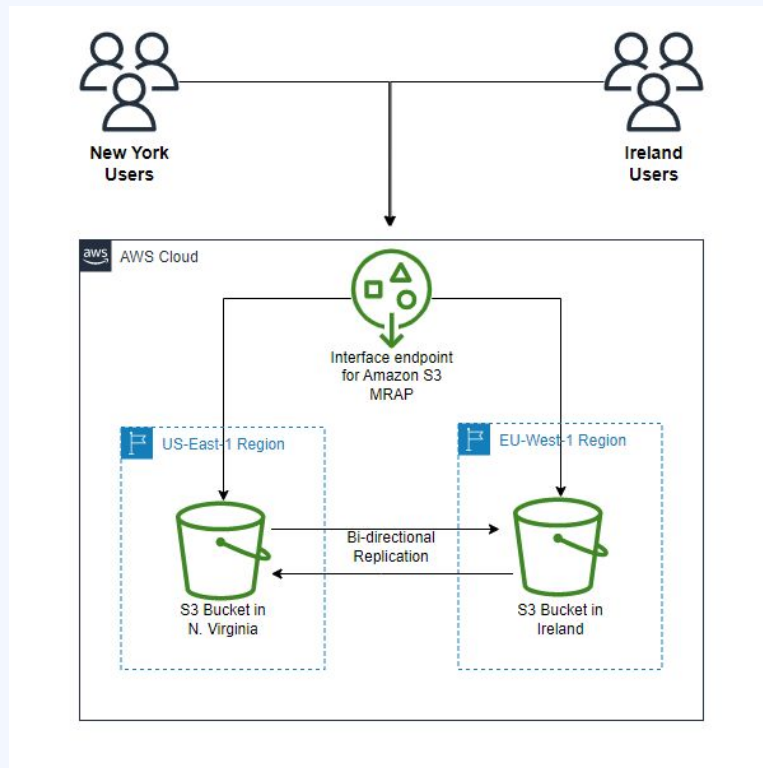 New York
Users
Ireland
Users
aws
AWS Cloud
Interface endpoint
for Amazon S3
MRAP
US-East-1 Region
EU-West-1 Region
Bi-directional
Replication
S3 Bucket in
N. Virginia
S3 Bucket in
Ireland